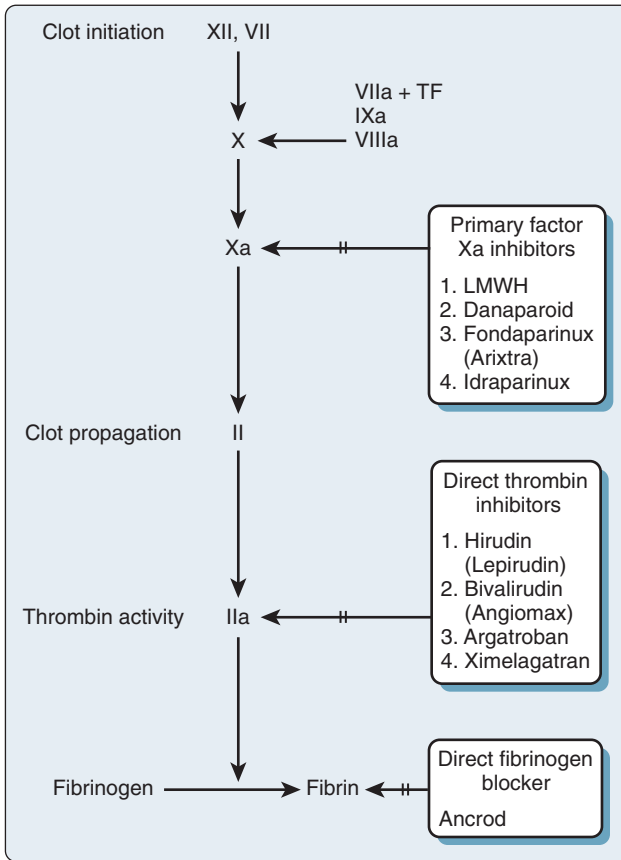 Clot initiation XII, VII
VIIa + TF
IXa
VIIIa
X
Xa
Primary factor
Xa inhibitors
1. LMWH
2. Danaparoid
3. Fondaparinux
(Arixtra)
4. Idraparinux
Clot propagation II
Direct thrombin
inhibitors
1. Hirudin
(Lepirudin)
2. Bivalirudin
(Angiomax)
3. Argatroban
4. Ximelagatran
Thrombin activity IIa
Fibrinogen Fibrin
Direct fibrinogen
blocker
Ancrod